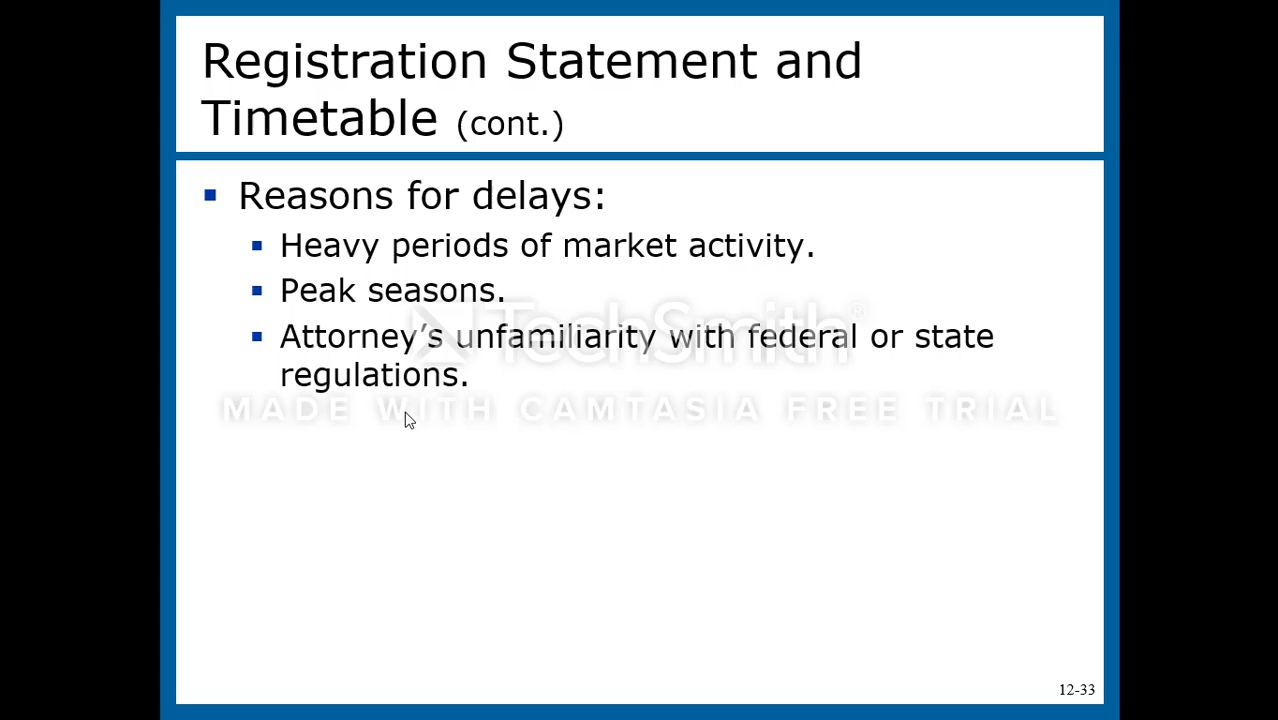 Registration Statement and
Timetable (cont.)
Reasons for delays:
Heavy periods of market activity.
Peak seasons.
TechSmith®
Attorney’s unfamiliarity with federal or state
regulations.
MADE WITH CAMTASIA FREE TRIAL
12-33